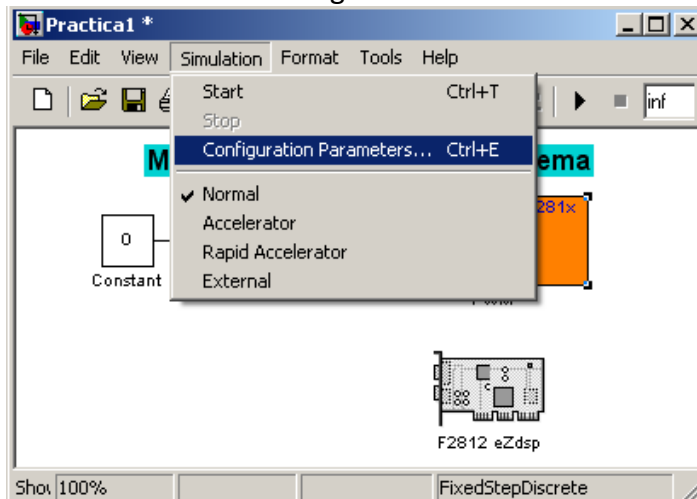 Practica1 *
File Edit View Simulation Format Tools Help
inf
Start Ctrl+T
Stop
Configuration Parameters... Ctrl+E
Normal
Accelerator
Rapid Accelerator
External
M ema
281x
0
Constant
F2812 eZdsp
Shov 100% FixedStepDiscrete